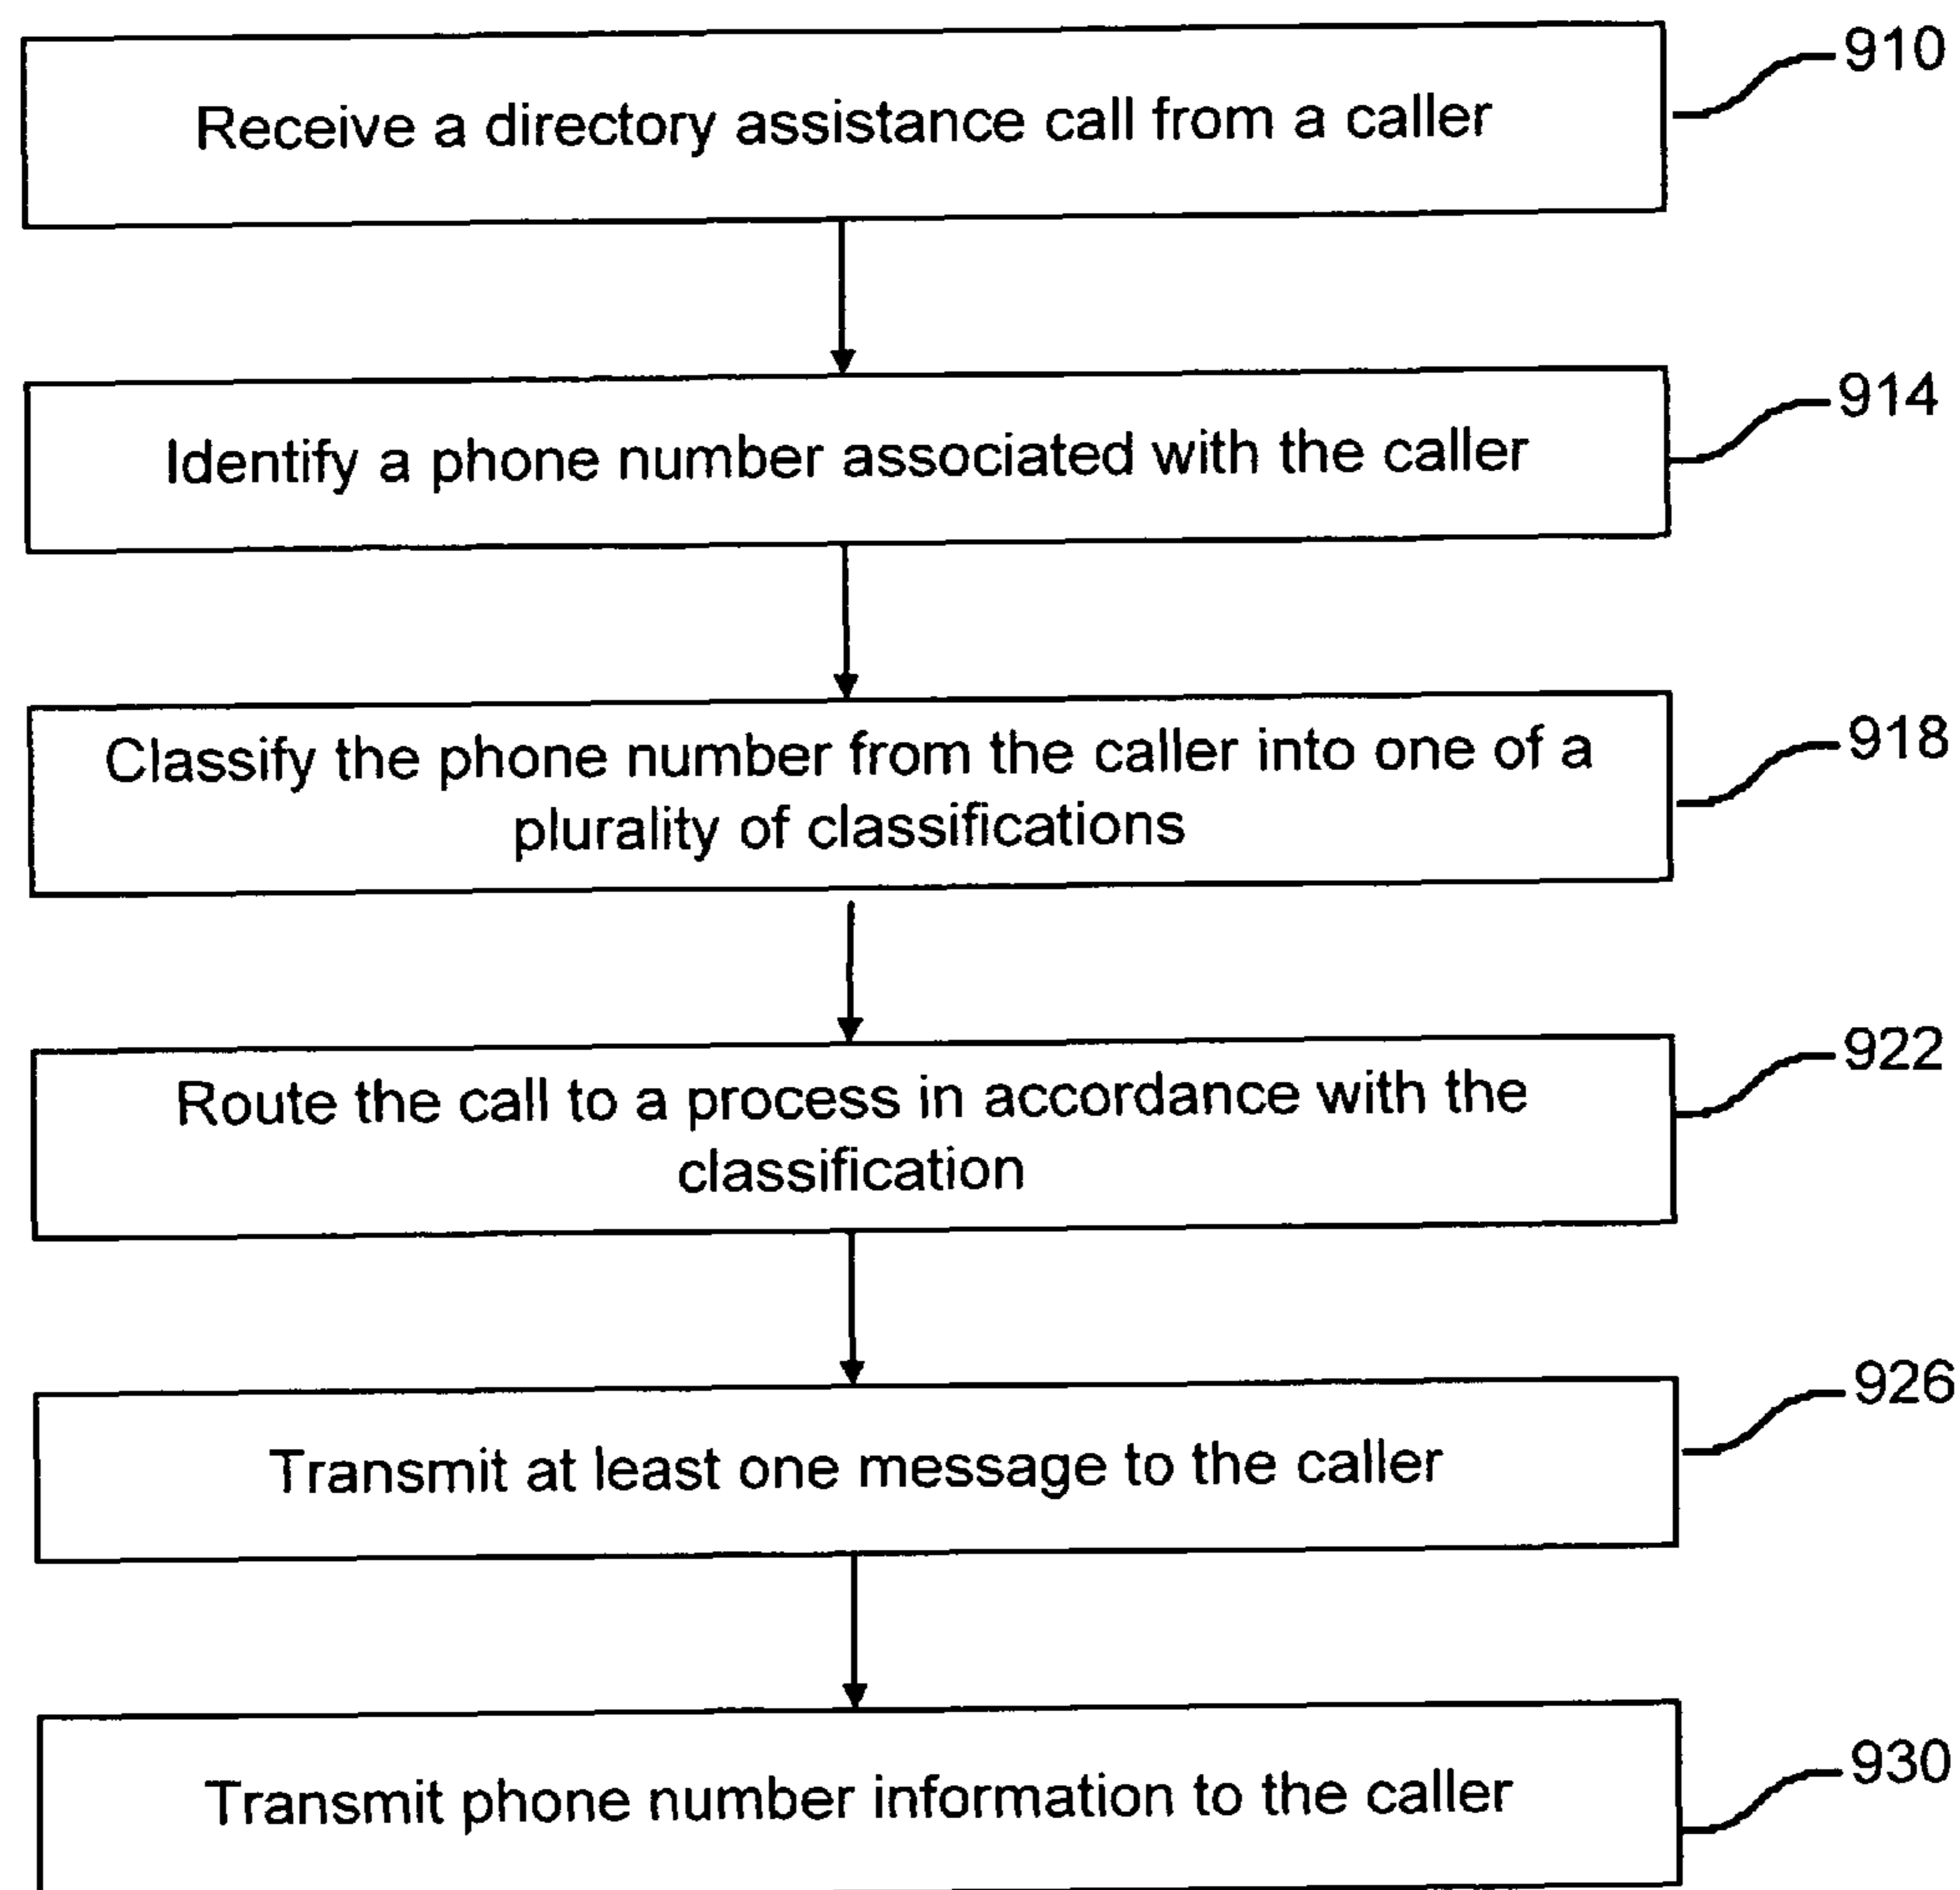 Receive a directory assistance call from a caller
910
Identify a phone number associated with the caller
914
Classify the phone number from the caller into one of a
plurality of classifications
918
Route the call to a process in accordance with the
classification
922
Transmit at least one message to the caller
926
Transmit phone number information to the caller
930